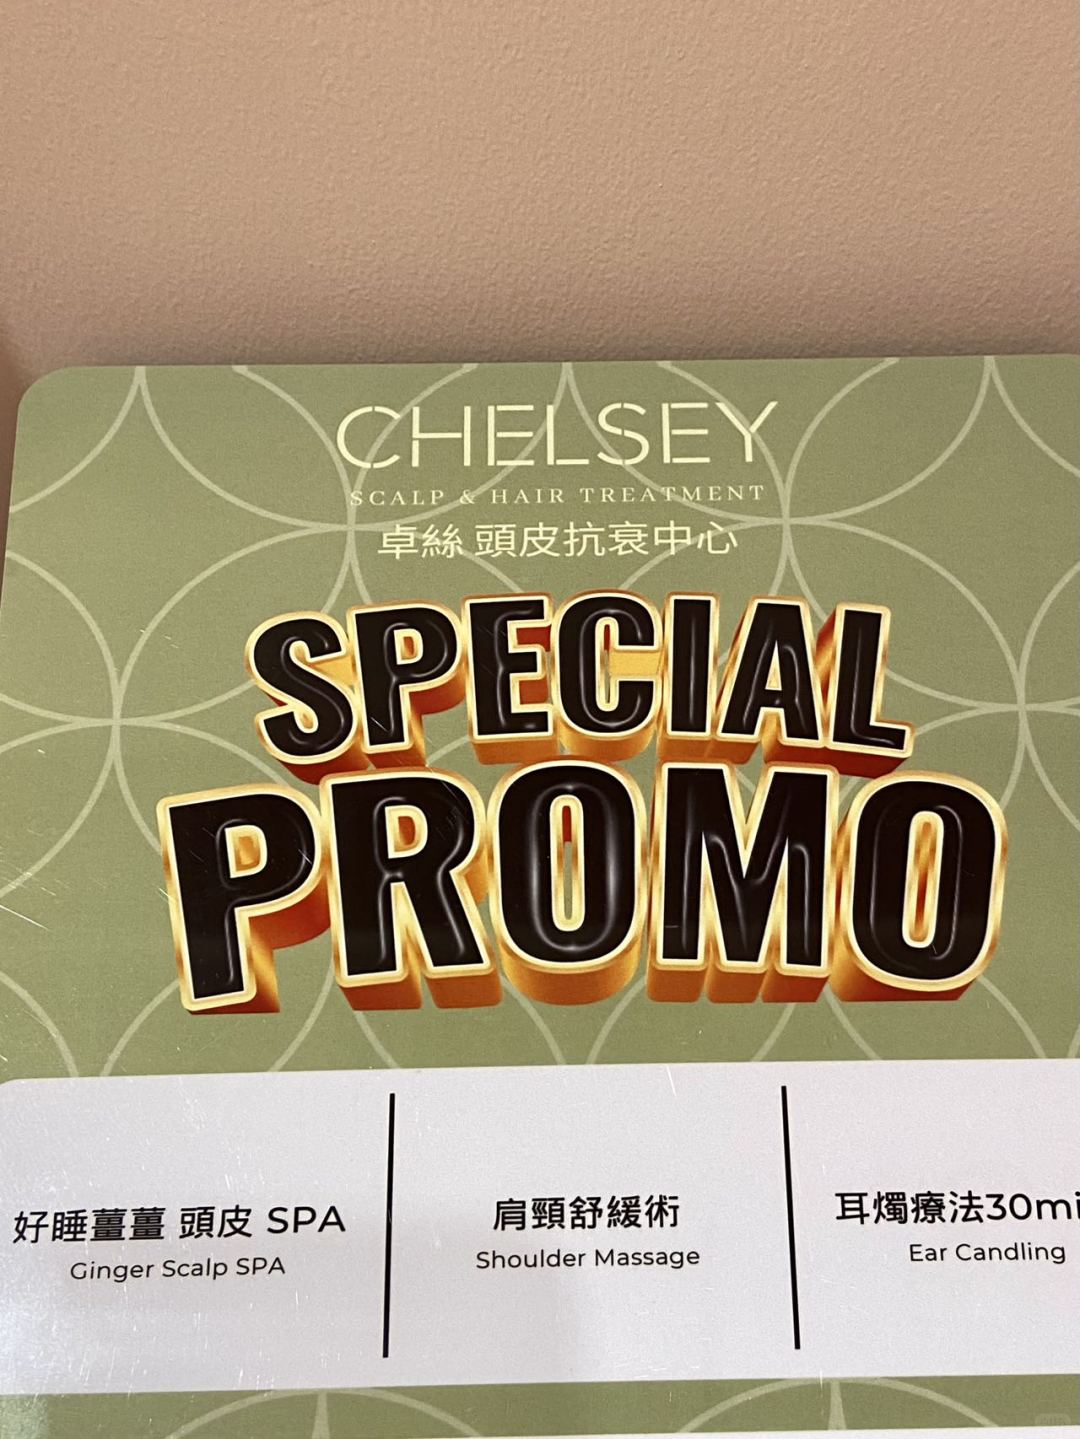 CHELSEY
SCALP & HAIR TREATMENT
卓絲 頭皮抗衰中心
SPECIAL
PROMO
好睡薑薑 頭皮 SPA
Ginger Scalp SPA
肩頸舒緩術
Shoulder Massage
耳燭療法30mi
Ear Candling